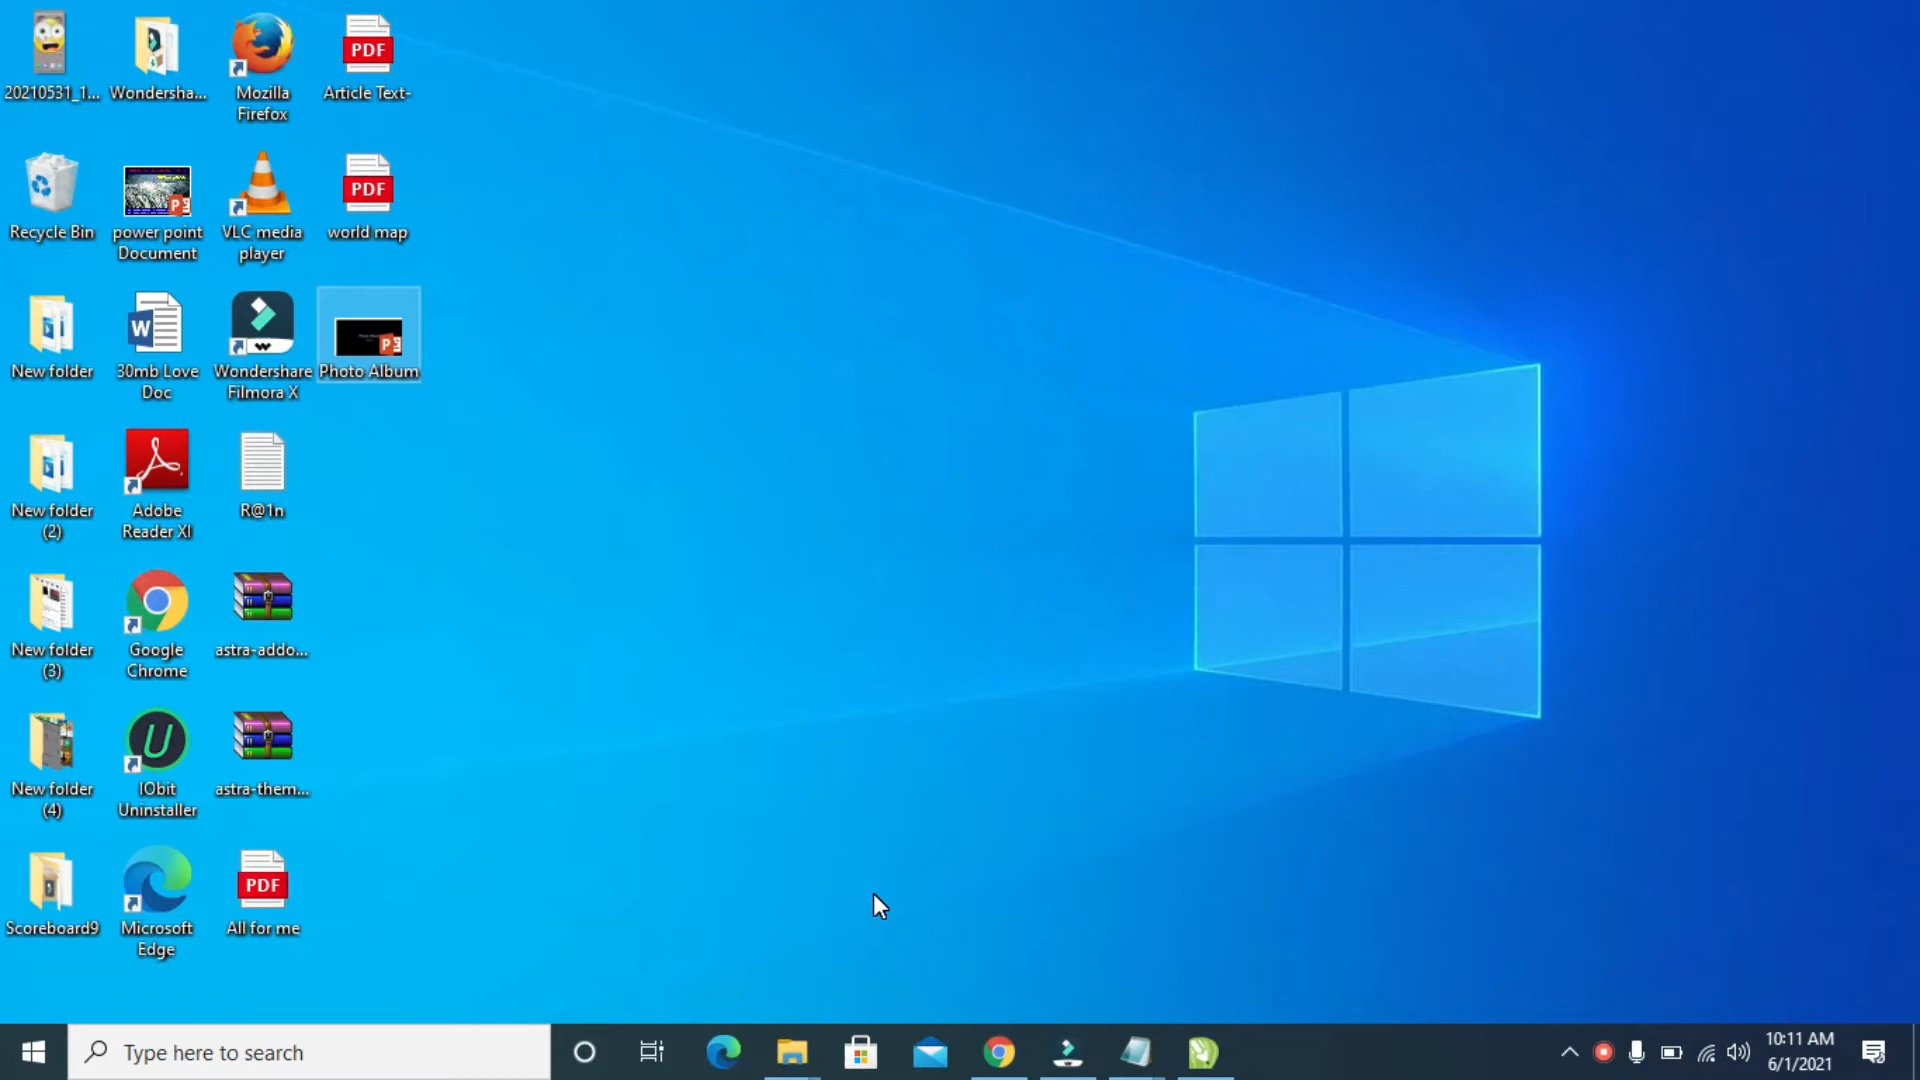 20210531_1...
Wondersha...
Mozilla
Firefox
PDF
Article Text-
Recycle Bin
power point
Document
VLC media
player
PDF
world map
New folder
W
30mb Love
Doc
Wondershare
Filmora X
P
Photo Album
New folder
(2)
Adobe
Reader XI
R@1n
New folder
(3)
Google
Chrome
astra-addo...
New folder
(4)
IObit
Uninstaller
astra-them...
Scoreboard9
Microsoft
Edge
PDF
All for me
Type here to search
10:11 AM
6/1/2021